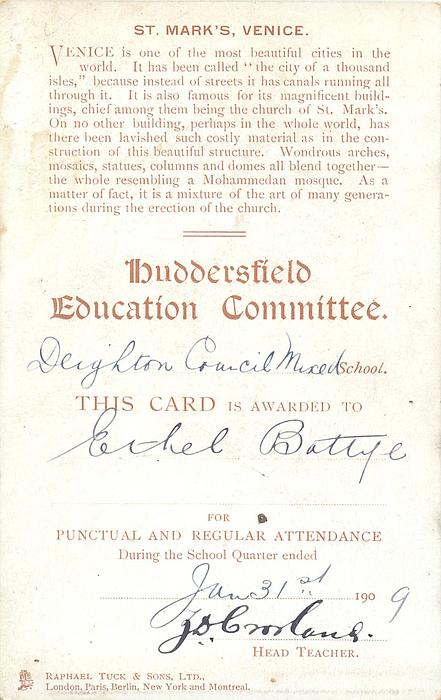 ST. MARK'S, VENICE.
VENICE is one of the most beautiful cities in the
world. It has been called "the city of a thousand
isles," because instead of streets it has canals running all
through it. It is also famous for its magnificent build-
ings, chief among them being the church of St. Mark's.
On no other building, perhaps in the whole world, has
there been lavished such costly material as in the con-
struction of this beautiful structure. Wondrous arches,
mosaics, statues, columns and domes all blend together—
the whole resembling a Mohammedan mosque. As a
matter of fact, it is a mixture of the art of many genera-
tions during the erection of the church.
Huddersfield
Education Committee.
Deighton Council Mixed School.
THIS CARD IS AWARDED TO
Ethel Battye
FOR
PUNCTUAL AND REGULAR ATTENDANCE
During the School Quarter ended
Jan 31st 1909
HEAD TEACHER.
RAPHAEL TUCK & SONS, LTD.,
London, Paris, Berlin, New York and Montreal.